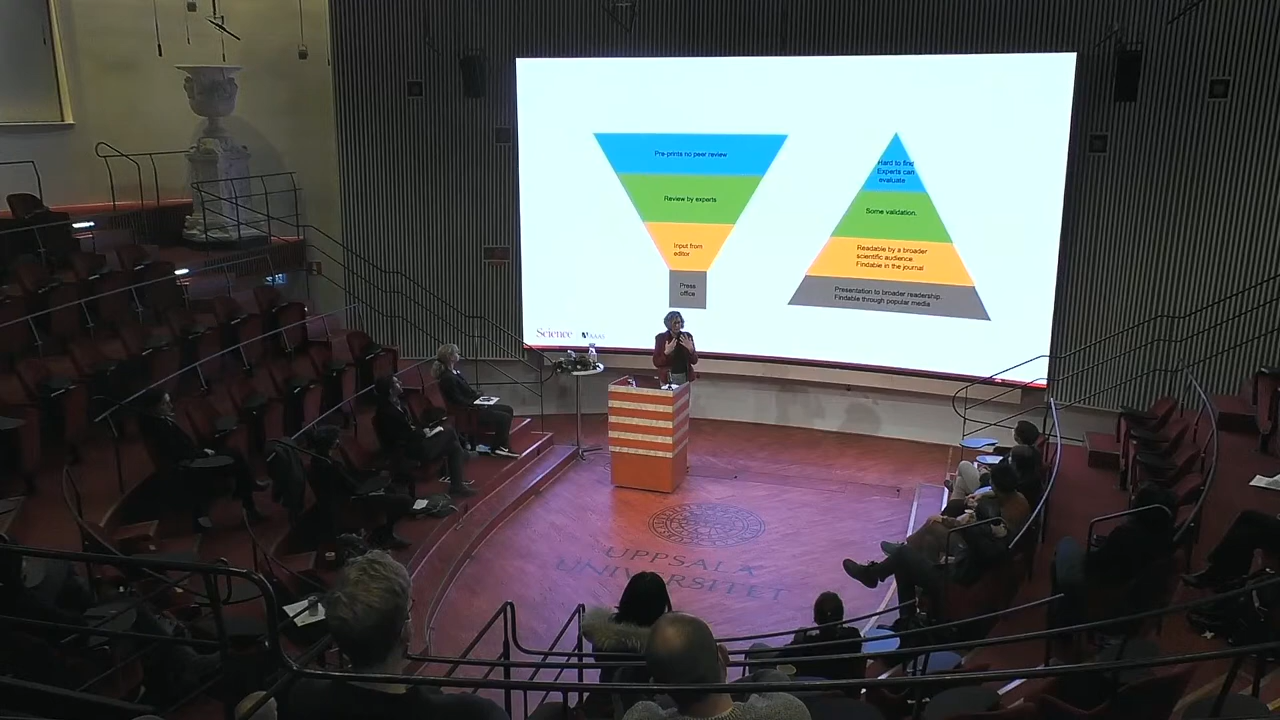 Pre-prints no peer review
Review by experts
Input from
editor
Press
office
Hard to find
Experts can
evaluate
Some validation.
Readable by a broader
scientific audience
Findable in the journal
Presentation to broader readership.
Findable through popular media
Science
AAAS
UPPSALA
UNIVERSITET